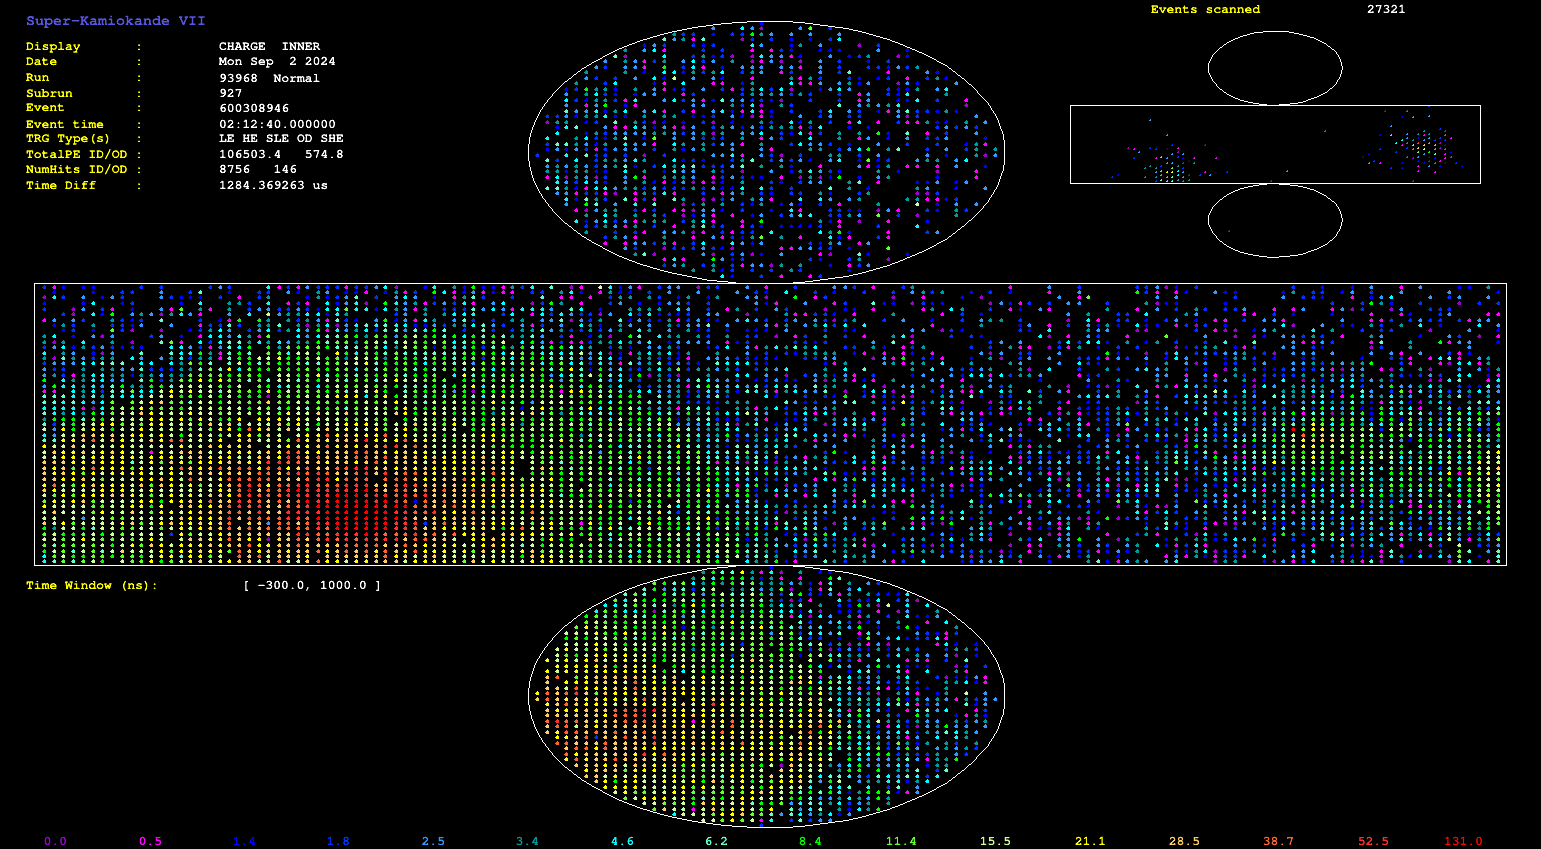 Super-Kamiokande VII
Events scanned 27321
Display : CHARGE INNER
Date : Mon Sep 2 2024
Run : 93968 Normal
Subrun : 927
Event : 600308946
Event time : 02:12:40.000000
TRG Type(s) : LE HE SLE OD SHE
TotalPE ID/OD : 106503.4 574.8
NumHits ID/OD : 8756 146
Time Diff : 1284.369263 us
Time Window (ns): [ -300.0, 1000.0 ]
0.0 0.5 1.4 1.8 2.5 3.4 4.6 6.2 8.4 11.4 15.5 21.1 28.5 38.7 52.5 131.0